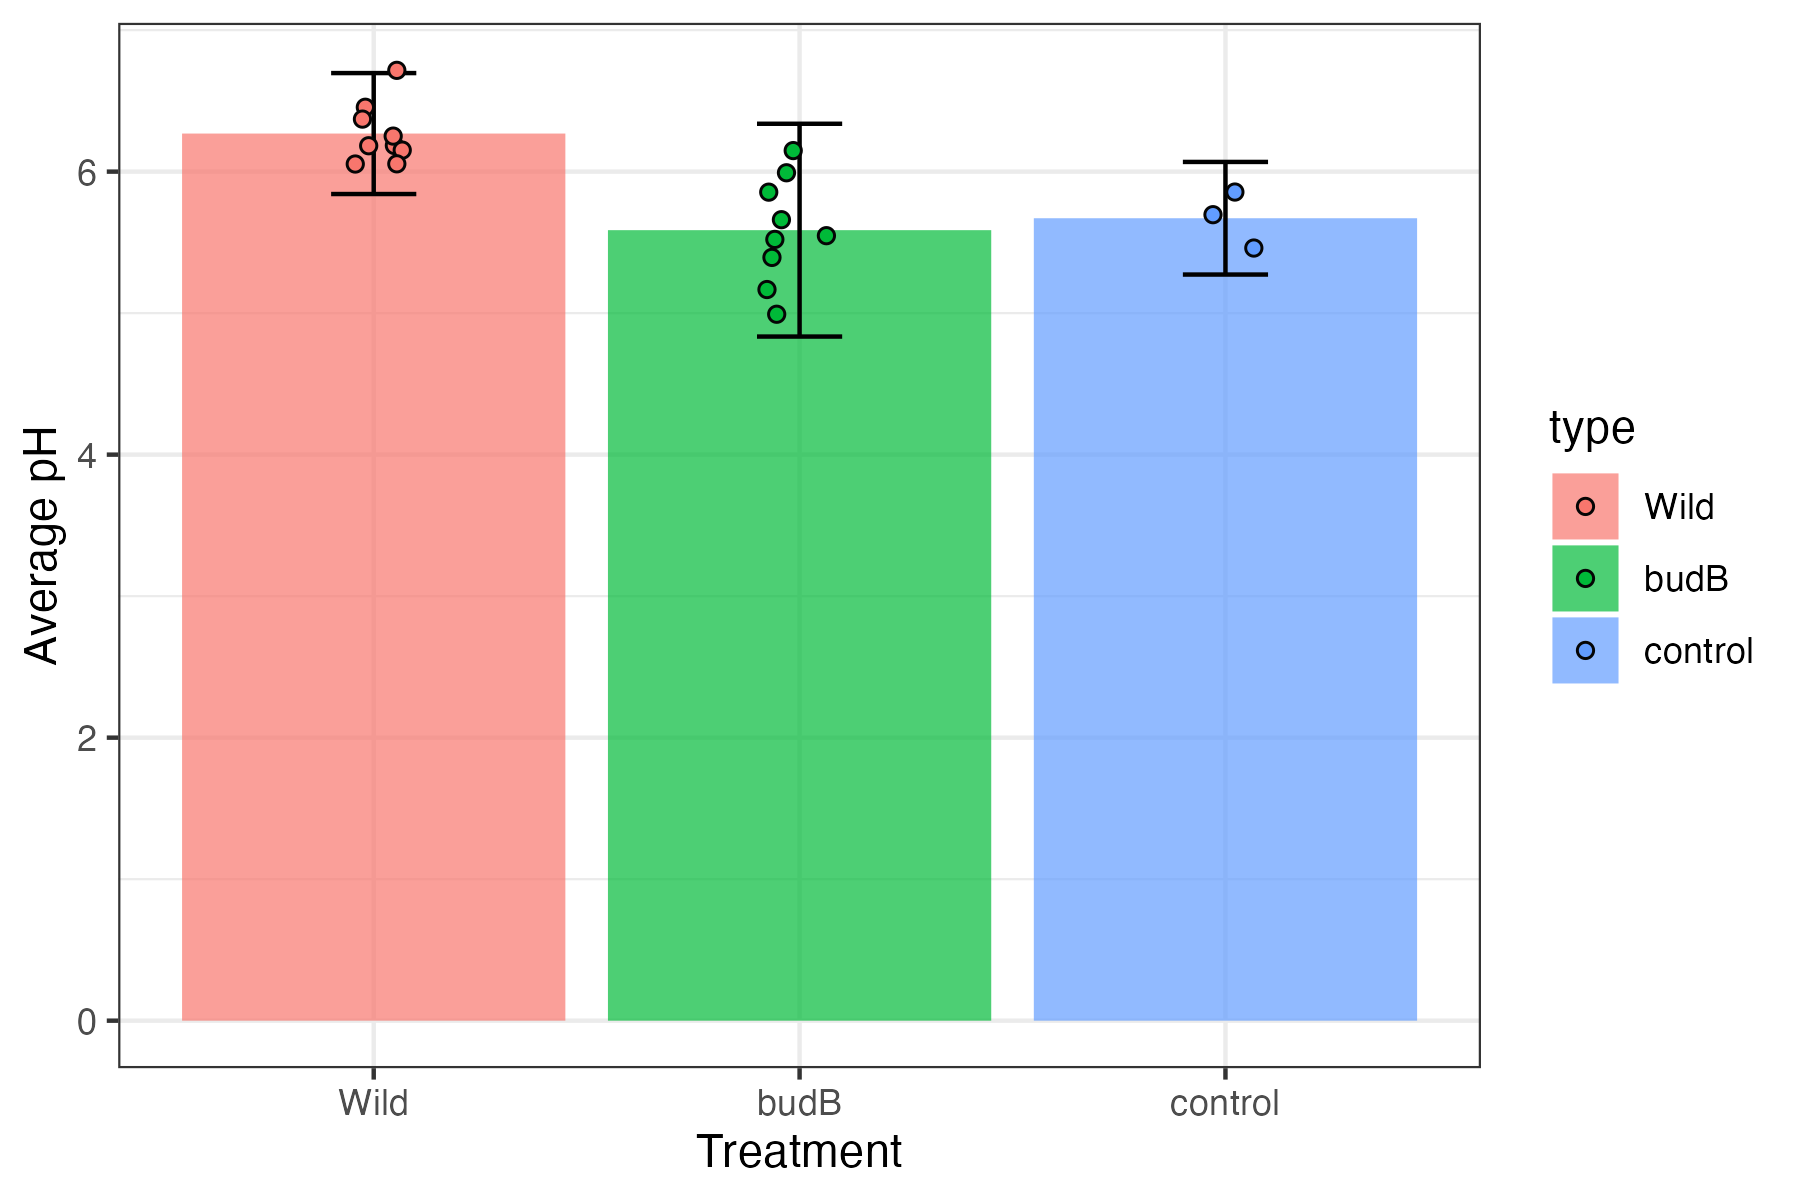 Average pH
6
4
2
0
Wild
budB
control
Treatment
type
Wild
budB
control